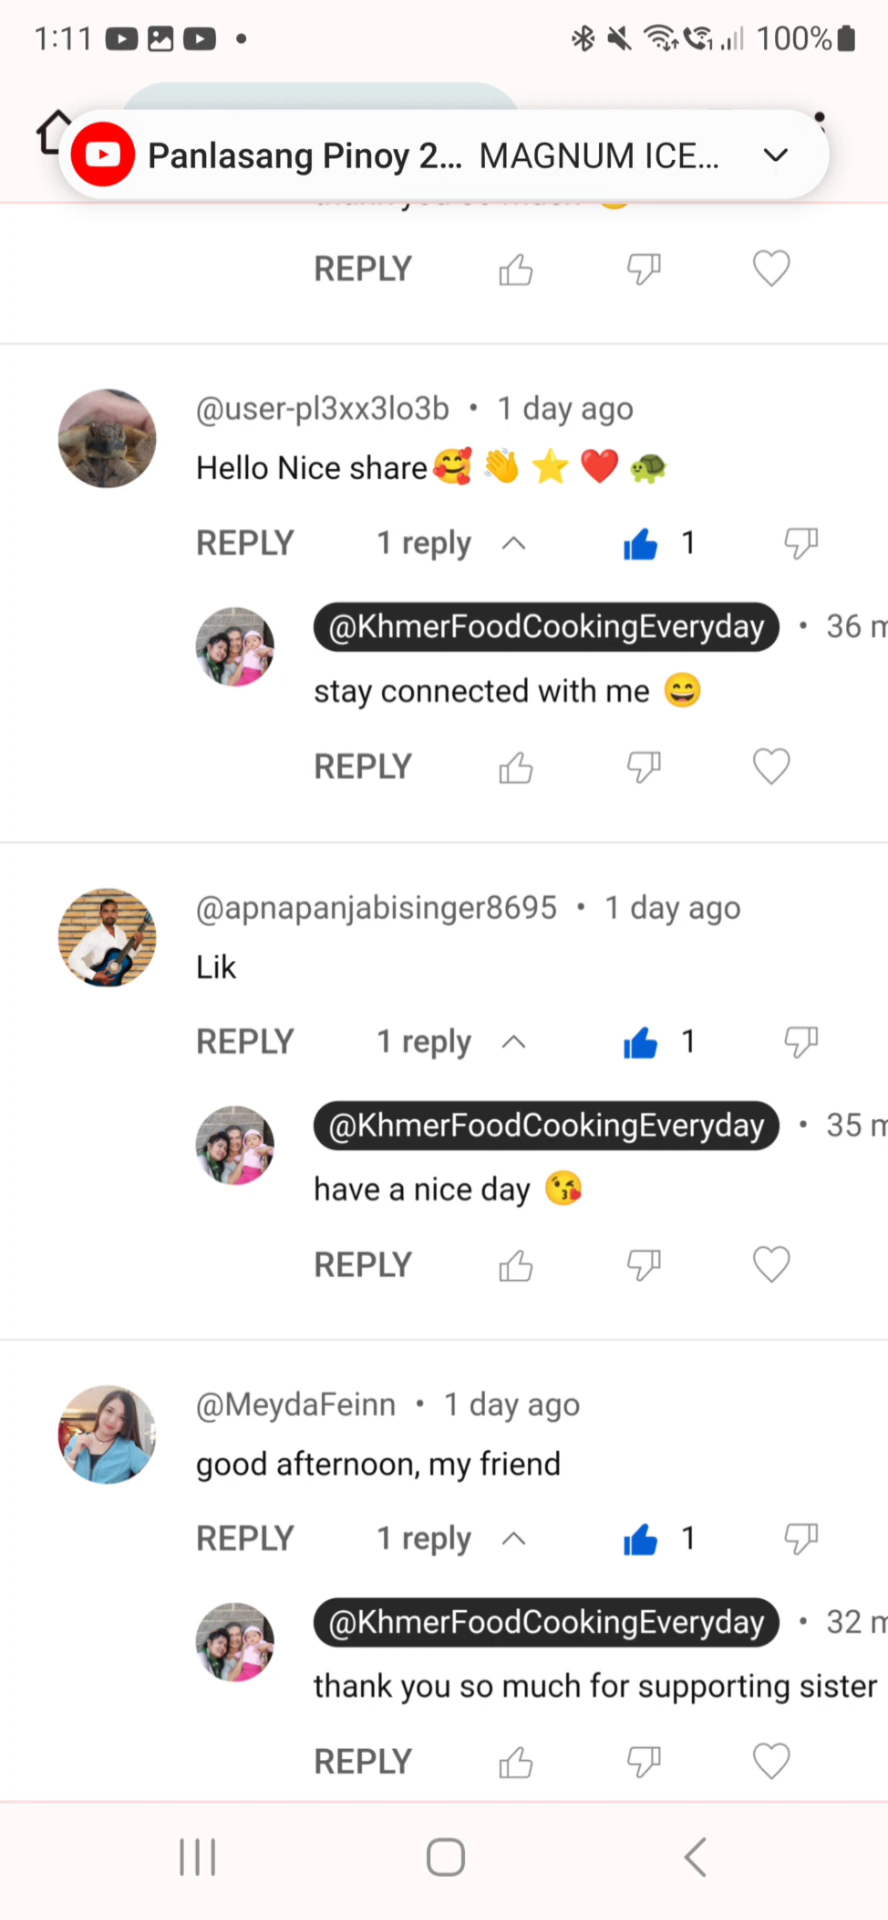 1:11
100%
Panlasang Pinoy 2... MAGNUM ICE...
REPLY
@user-pl3xx3lo3b • 1 day ago
Hello Nice share🥰 👏 ⭐ ❤️ 🐢
REPLY 1 reply 1
@KhmerFoodCookingEveryday • 36 m
stay connected with me 😄
REPLY
@apnapanjabisinger8695 • 1 day ago
Lik
REPLY 1 reply 1
@KhmerFoodCookingEveryday • 35 m
have a nice day 😘
REPLY
@MeydaFeinn • 1 day ago
good afternoon, my friend
REPLY 1 reply 1
@KhmerFoodCookingEveryday • 32 m
thank you so much for supporting sister
REPLY